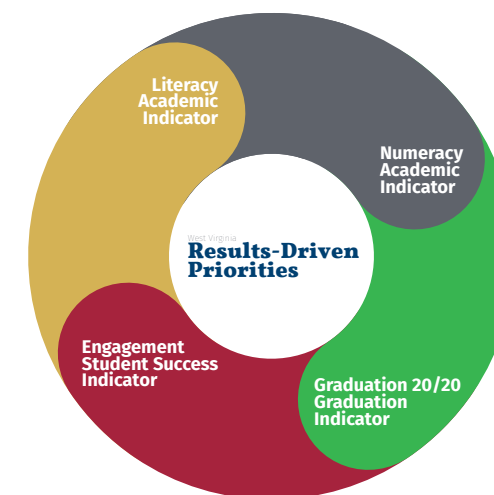 Literacy
Academic
Indicator
Numeracy
Academic
Indicator
West Virginia
Results-Driven
Priorities
Engagement
Student Success
Indicator
Graduation 20/20
Graduation
Indicator